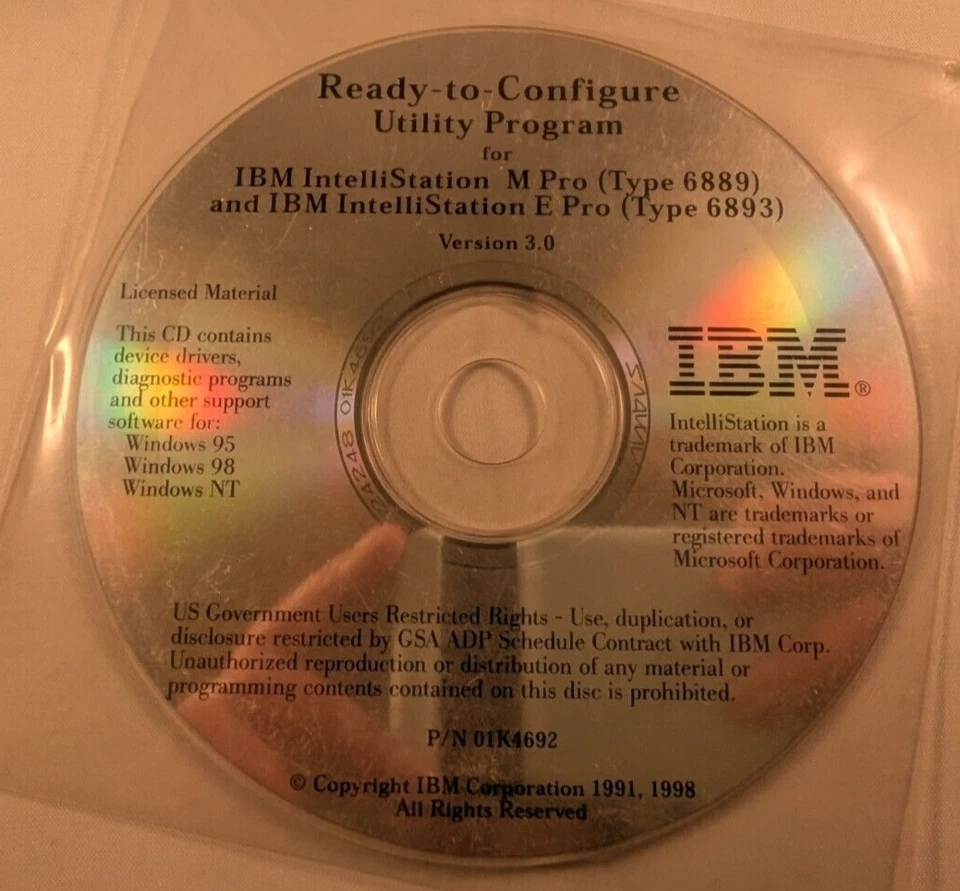 Ready-to-Configure
Utility Program
for
IBM IntelliStation M Pro (Type 6889)
and IBM IntelliStation E Pro (Type 6893)
Version 3.0
Licensed Material
This CD contains
device drivers,
diagnostic programs
and other support
software for:
Windows 95
Windows 98
Windows NT
IBM®
IntelliStation is a
trademark of IBM
Corporation.
Microsoft, Windows, and
NT are trademarks or
registered trademarks of
Microsoft Corporation.
US Government Users Restricted Rights - Use, duplication, or
disclosure restricted by GSA ADP Schedule Contract with IBM Corp.
Unauthorized reproduction or distribution of any material or
programming contents contained on this disc is prohibited.
P/N 01K4692
© Copyright IBM Corporation 1991, 1998
All Rights Reserved